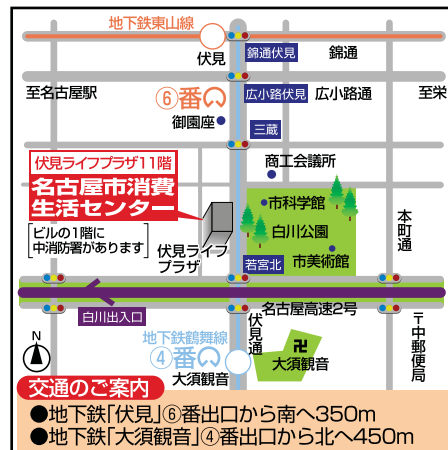 地下鉄東山線
伏見
錦通伏見
錦通
至名古屋駅
⑥番
広小路伏見
広小路通
至栄
御園座
三蔵
伏見ライフプラザ11階
名古屋市消費
生活センター
ビルの1階に
中消防署があります
商工会議所
市科学館
白川公園
市美術館
本町通
伏見ライフ
プラザ
若宮北
白川出入口
名古屋高速2号
伏見通
〒中郵便局
N
地下鉄鶴舞線
④番
大須観音
卍
大須観音
交通のご案内
●地下鉄「伏見」⑥番出口から南へ350m
●地下鉄「大須観音」④番出口から北へ450m